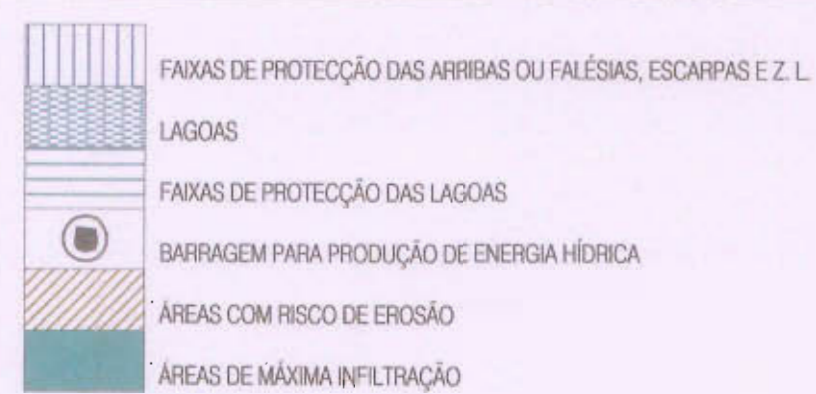 FAIXAS DE PROTECÇÃO DAS ARRIBAS OU FALÉSIAS, ESCARPAS E Z. L.
LAGOAS
FAIXAS DE PROTECÇÃO DAS LAGOAS
BARRAGEM PARA PRODUÇÃO DE ENERGIA HÍDRICA
ÁREAS COM RISCO DE EROSÃO
ÁREAS DE MÁXIMA INFILTRAÇÃO